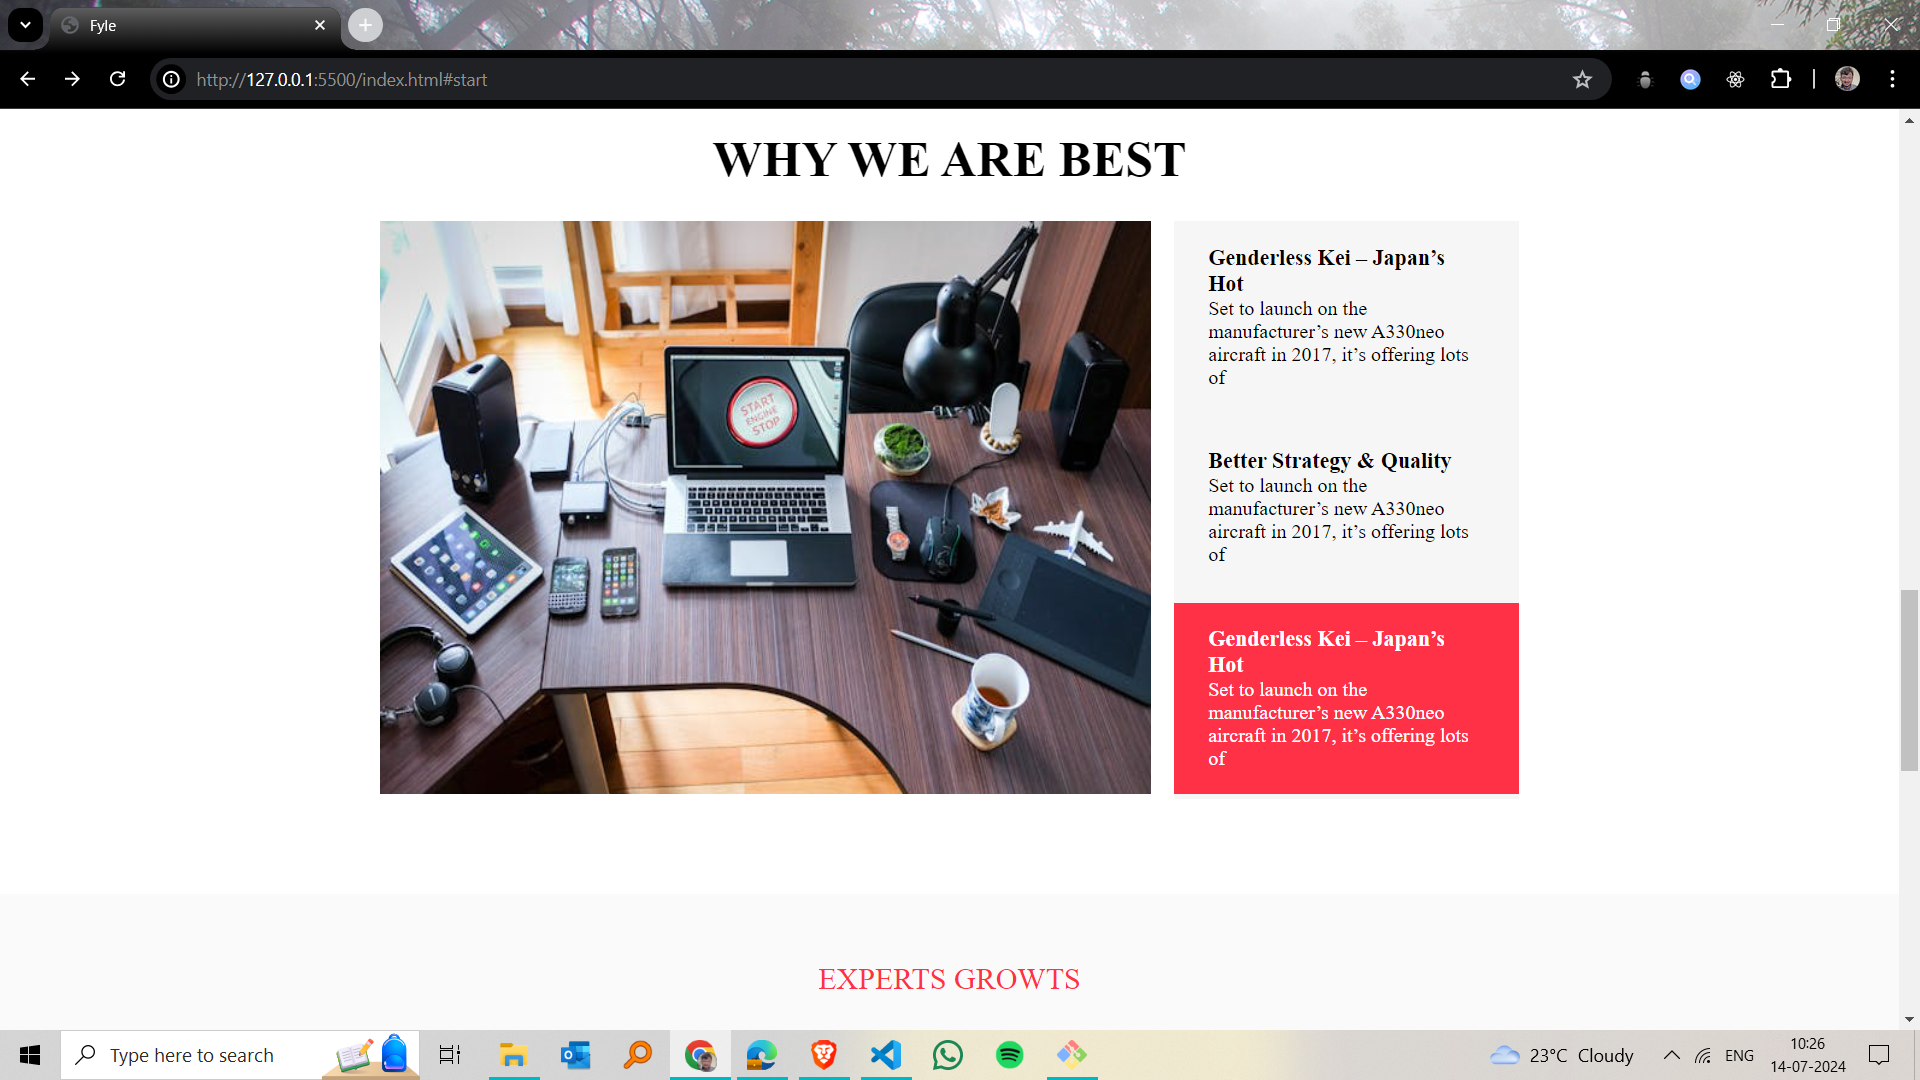 Fyle
http://127.0.0.1:5500/index.html#start
WHY WE ARE BEST
START
ENGINE
STOP
Genderless Kei – Japan’s
Hot
Set to launch on the
manufacturer’s new A330neo
aircraft in 2017, it’s offering lots
of
Better Strategy & Quality
Set to launch on the
manufacturer’s new A330neo
aircraft in 2017, it’s offering lots
of
Genderless Kei – Japan’s
Hot
Set to launch on the
manufacturer’s new A330neo
aircraft in 2017, it’s offering lots
of
EXPERTS GROWTS
Type here to search
23°C Cloudy
ENG
10:26
14-07-2024